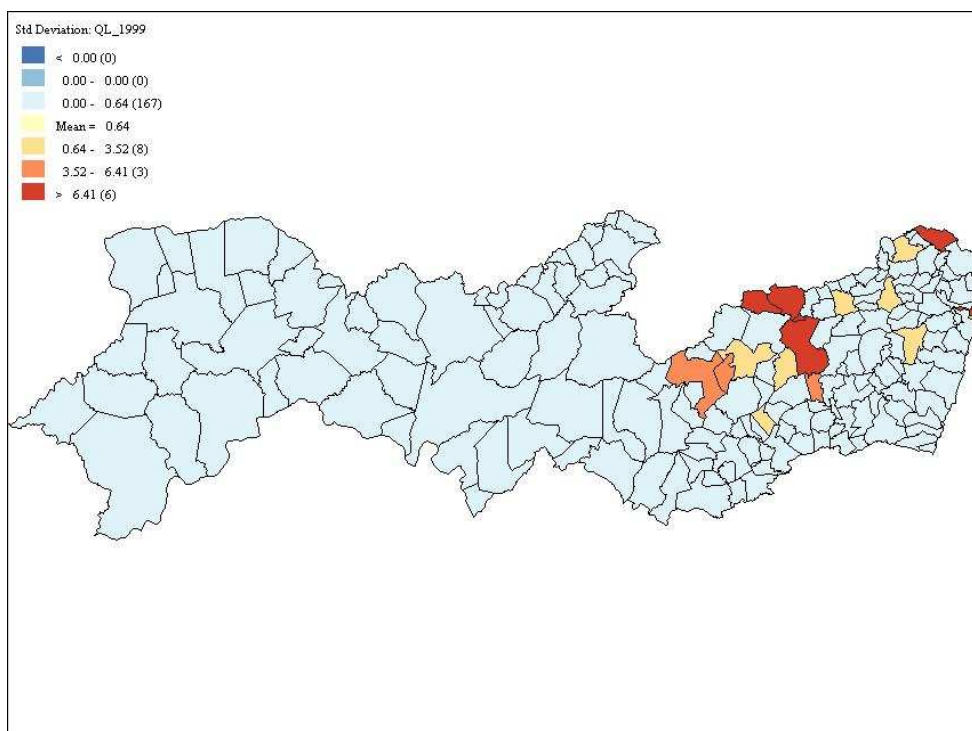 Std Deviation: QL_1999
< 0.00 (0)
0.00 - 0.00 (0)
0.00 - 0.64 (167)
Mean = 0.64
0.64 - 3.52 (8)
3.52 - 6.41 (3)
> 6.41 (6)